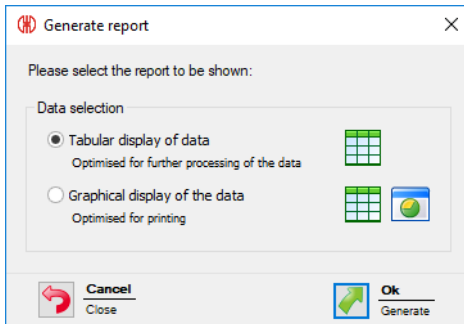 Generate report
Please select the report to be shown:
Data selection
Tabular display of data
Optimised for further processing of the data
Graphical display of the data
Optimised for printing
Cancel
Close
Ok
Generate